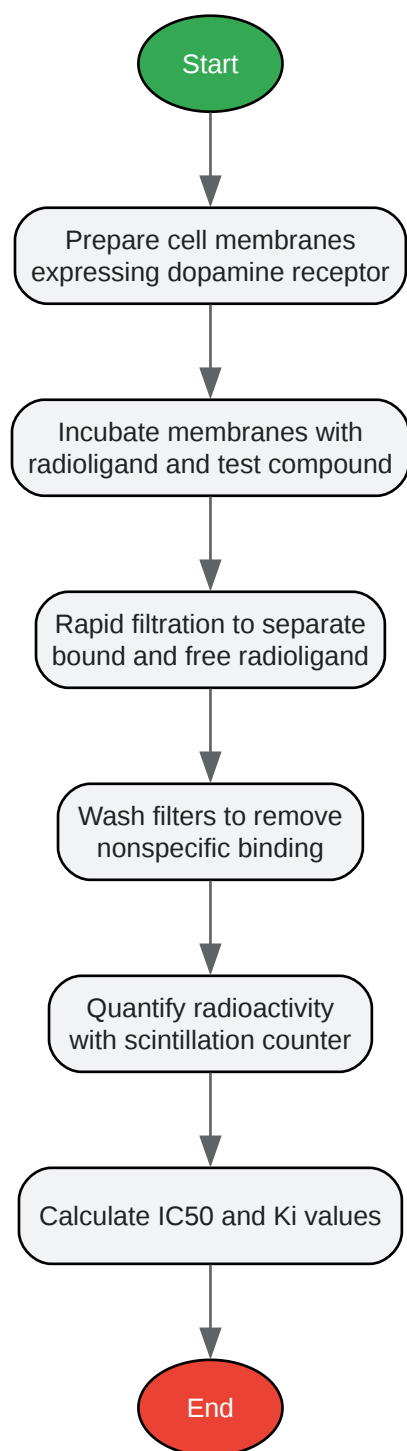 Start
Prepare cell membranes
expressing dopamine receptor
Incubate membranes with
radioligand and test compound
Rapid filtration to separate
bound and free radioligand
Wash filters to remove
nonspecific binding
Quantify radioactivity
with scintillation counter
Calculate IC50 and Ki values
End